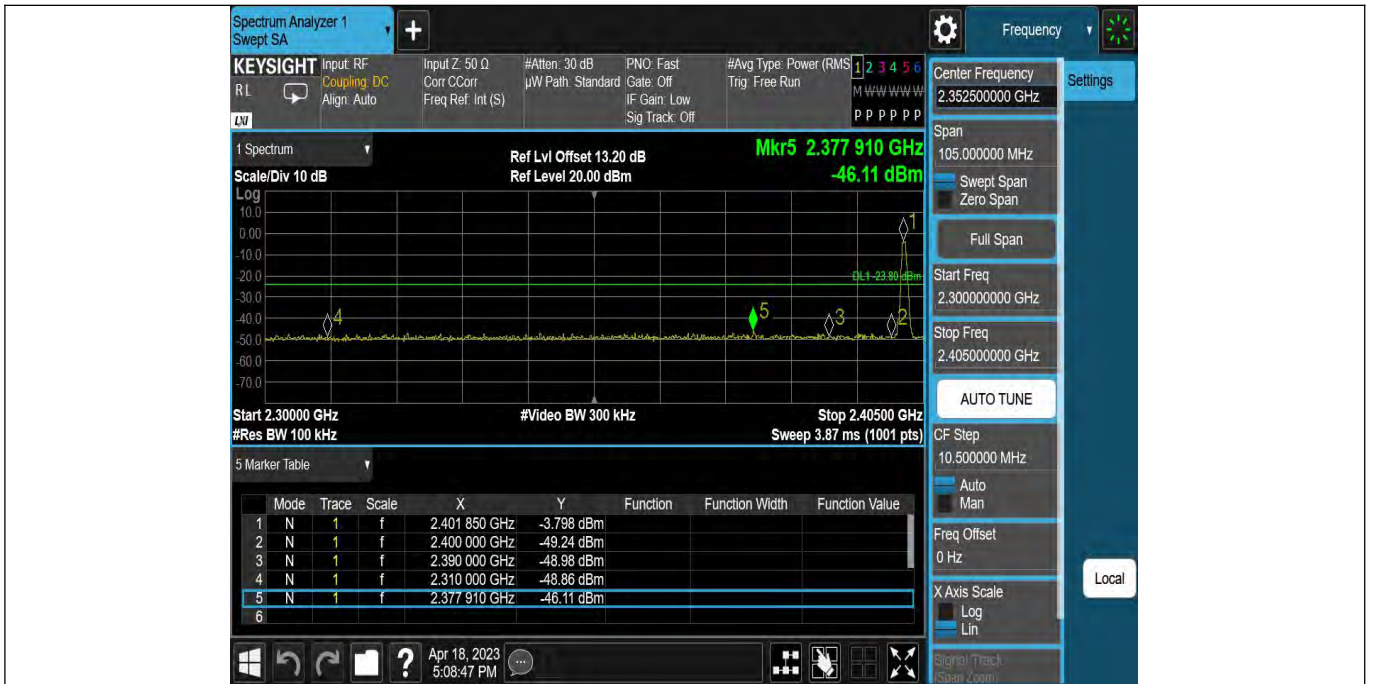 Spectrum Analyzer 1
Swept SA
+
Frequency
KEYSIGHT
RL
LXI
Input: RF
Coupling: DC
Align: Auto
Input Z: 50 Ω
Corr CCorr
Freq Ref: Int (S)
#Atten: 30 dB
µW Path: Standard
PNO: Fast
Gate: Off
IF Gain: Low
Sig Track: Off
#Avg Type: Power (RMS
Trig: Free Run
1 2 3 4 5 6
M W W W W W
P P P P P P
1 Spectrum
Scale/Div 10 dB
Ref Lvl Offset 13.20 dB
Ref Level 20.00 dBm
Mkr5 2.377 910 GHz
-46.11 dBm
Log
10.0
0.00
-10.0
-20.0
-30.0
-40.0
-50.0
-60.0
-70.0
1
DL1 -23.80 dBm
4
5
3
2
Start 2.30000 GHz
#Video BW 300 kHz
Stop 2.40500 GHz
#Res BW 100 kHz
Sweep 3.87 ms (1001 pts)
5 Marker Table
Mode Trace Scale X Y Function Function Width Function Value
1 N 1 f 2.401 850 GHz -3.798 dBm
2 N 1 f 2.400 000 GHz -49.24 dBm
3 N 1 f 2.390 000 GHz -48.98 dBm
4 N 1 f 2.310 000 GHz -48.86 dBm
5 N 1 f 2.377 910 GHz -46.11 dBm
6
?
Apr 18, 2023
5:08:47 PM
Center Frequency
2.352500000 GHz
Settings
Span
105.000000 MHz
Swept Span
Zero Span
Full Span
Start Freq
2.300000000 GHz
Stop Freq
2.405000000 GHz
AUTO TUNE
CF Step
10.500000 MHz
Auto
Man
Freq Offset
0 Hz
Local
X Axis Scale
Log
Lin
Signal Track
(Span Zoom)